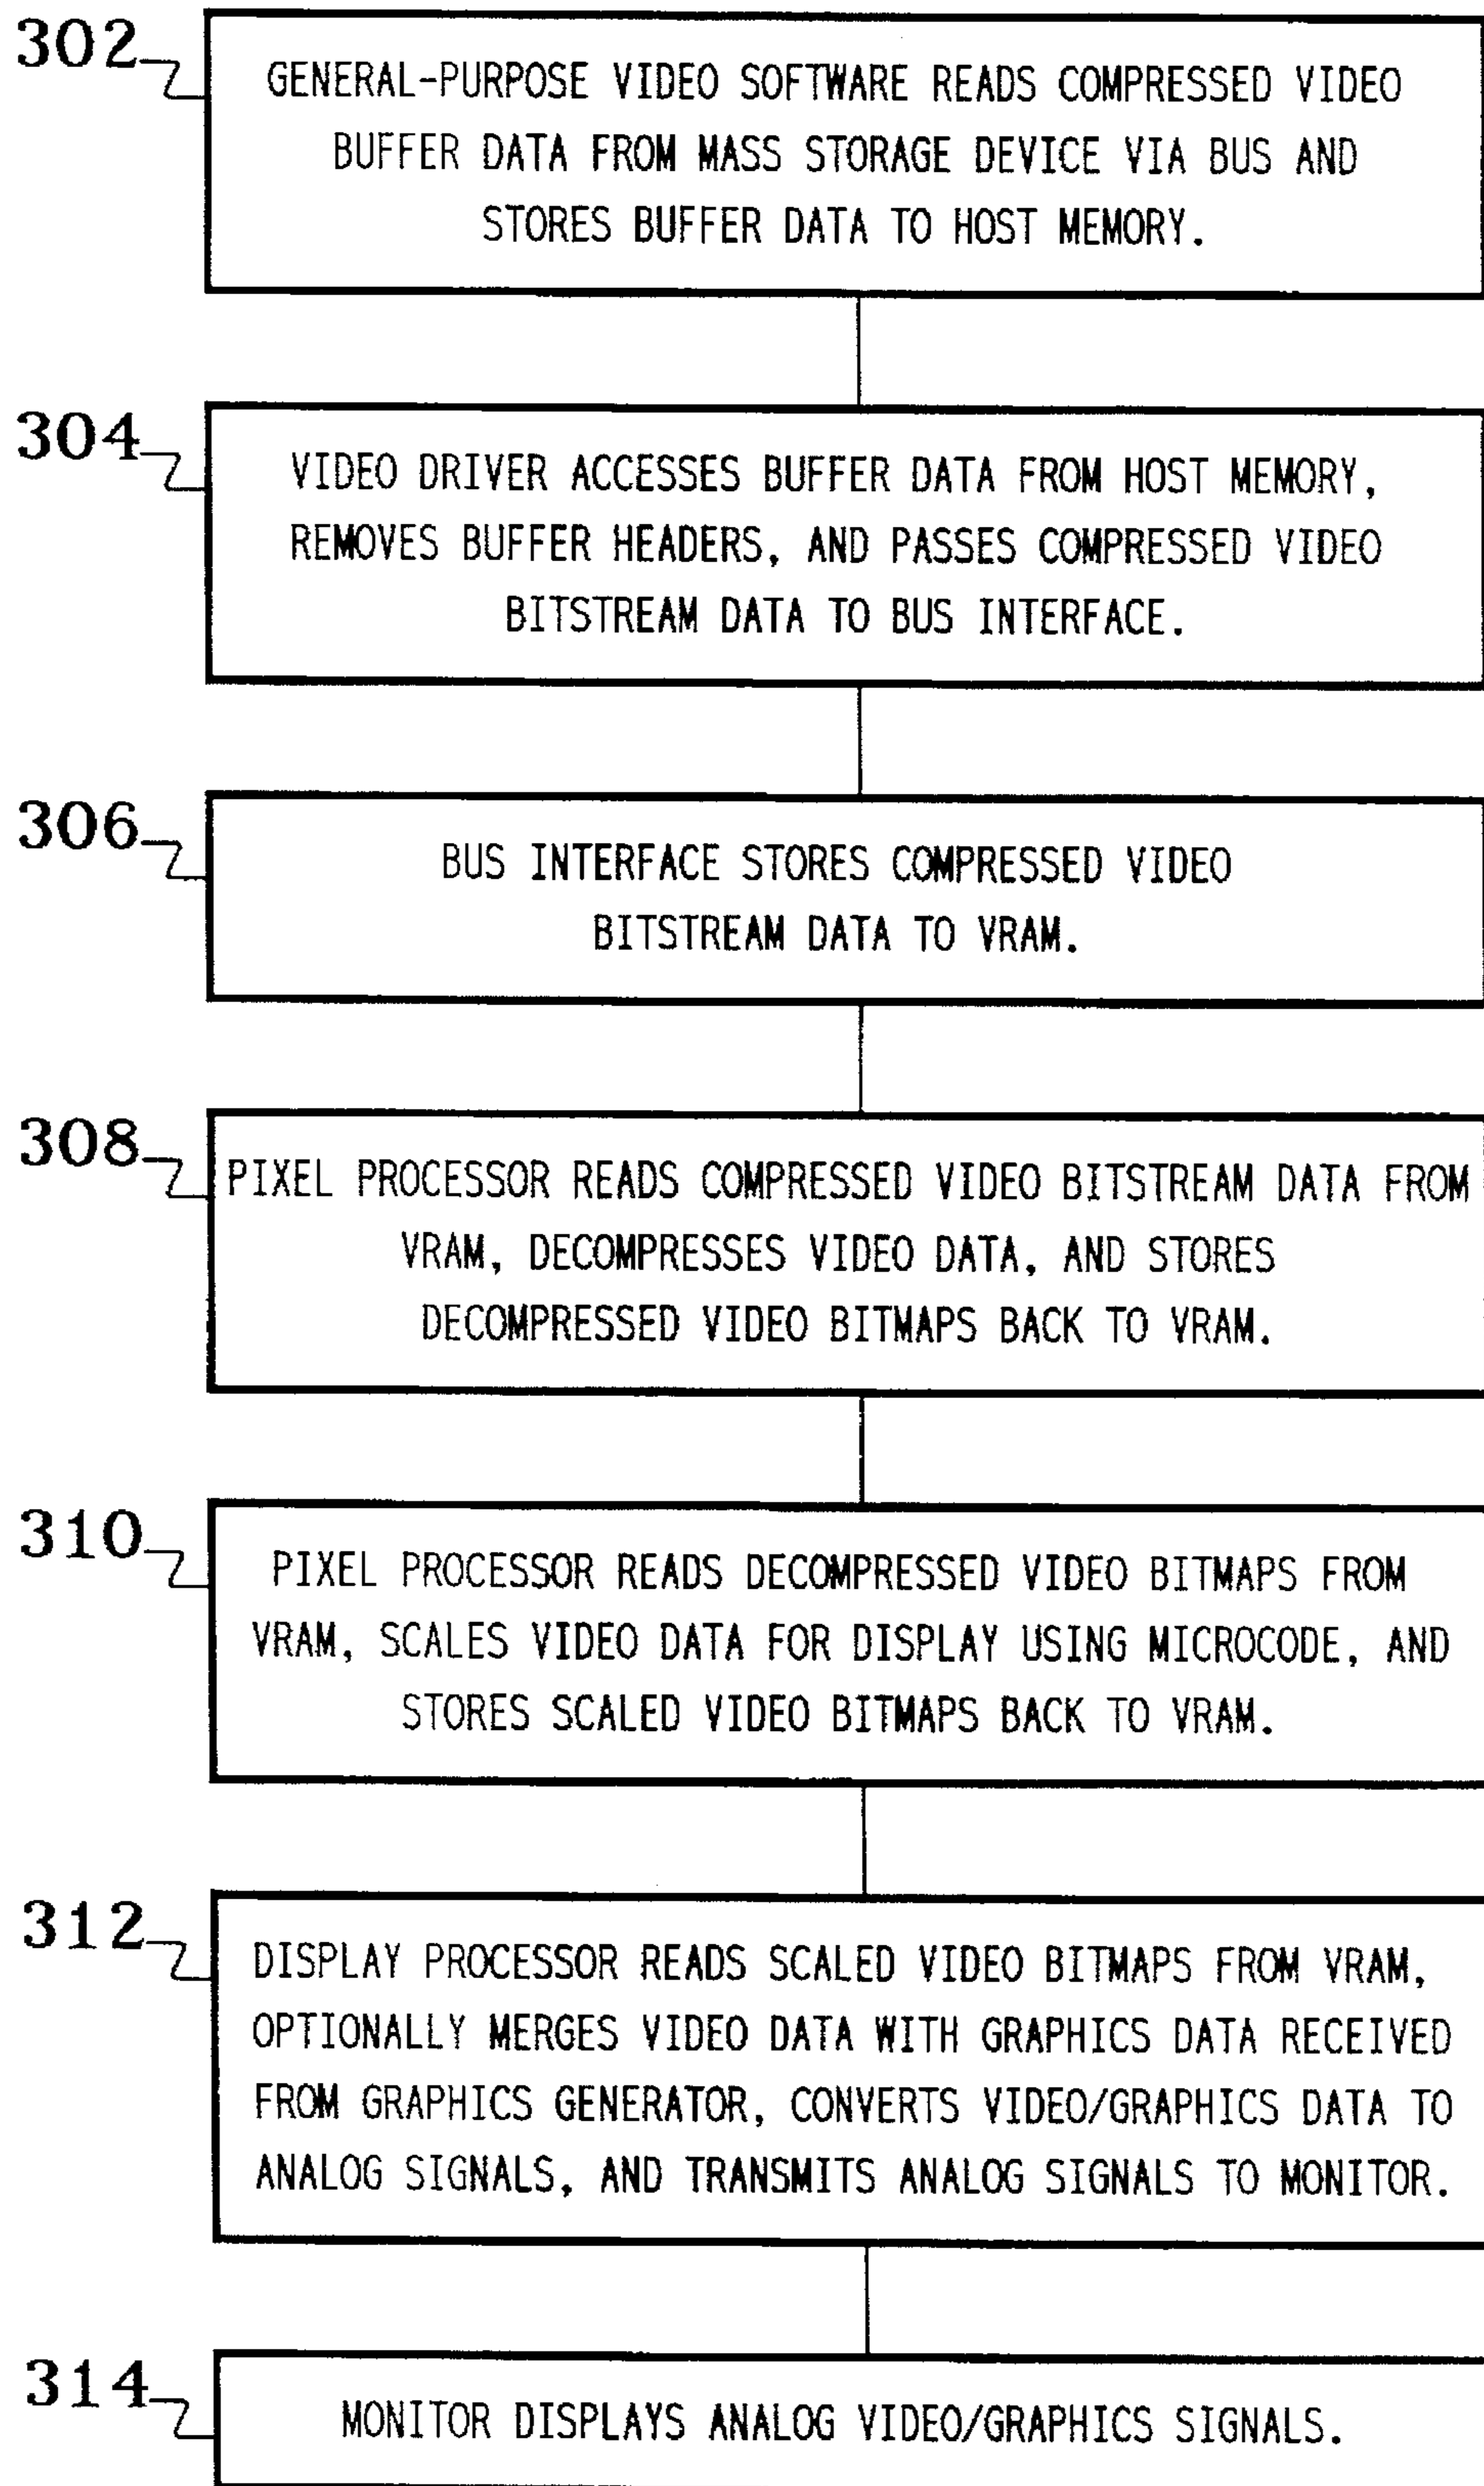 302
GENERAL-PURPOSE VIDEO SOFTWARE READS COMPRESSED VIDEO
BUFFER DATA FROM MASS STORAGE DEVICE VIA BUS AND
STORES BUFFER DATA TO HOST MEMORY.
304
VIDEO DRIVER ACCESSES BUFFER DATA FROM HOST MEMORY,
REMOVES BUFFER HEADERS, AND PASSES COMPRESSED VIDEO
BITSTREAM DATA TO BUS INTERFACE.
306
BUS INTERFACE STORES COMPRESSED VIDEO
BITSTREAM DATA TO VRAM.
308
PIXEL PROCESSOR READS COMPRESSED VIDEO BITSTREAM DATA FROM
VRAM, DECOMPRESSES VIDEO DATA, AND STORES
DECOMPRESSED VIDEO BITMAPS BACK TO VRAM.
310
PIXEL PROCESSOR READS DECOMPRESSED VIDEO BITMAPS FROM
VRAM, SCALES VIDEO DATA FOR DISPLAY USING MICROCODE, AND
STORES SCALED VIDEO BITMAPS BACK TO VRAM.
312
DISPLAY PROCESSOR READS SCALED VIDEO BITMAPS FROM VRAM,
OPTIONALLY MERGES VIDEO DATA WITH GRAPHICS DATA RECEIVED
FROM GRAPHICS GENERATOR, CONVERTS VIDEO/GRAPHICS DATA TO
ANALOG SIGNALS, AND TRANSMITS ANALOG SIGNALS TO MONITOR.
314
MONITOR DISPLAYS ANALOG VIDEO/GRAPHICS SIGNALS.